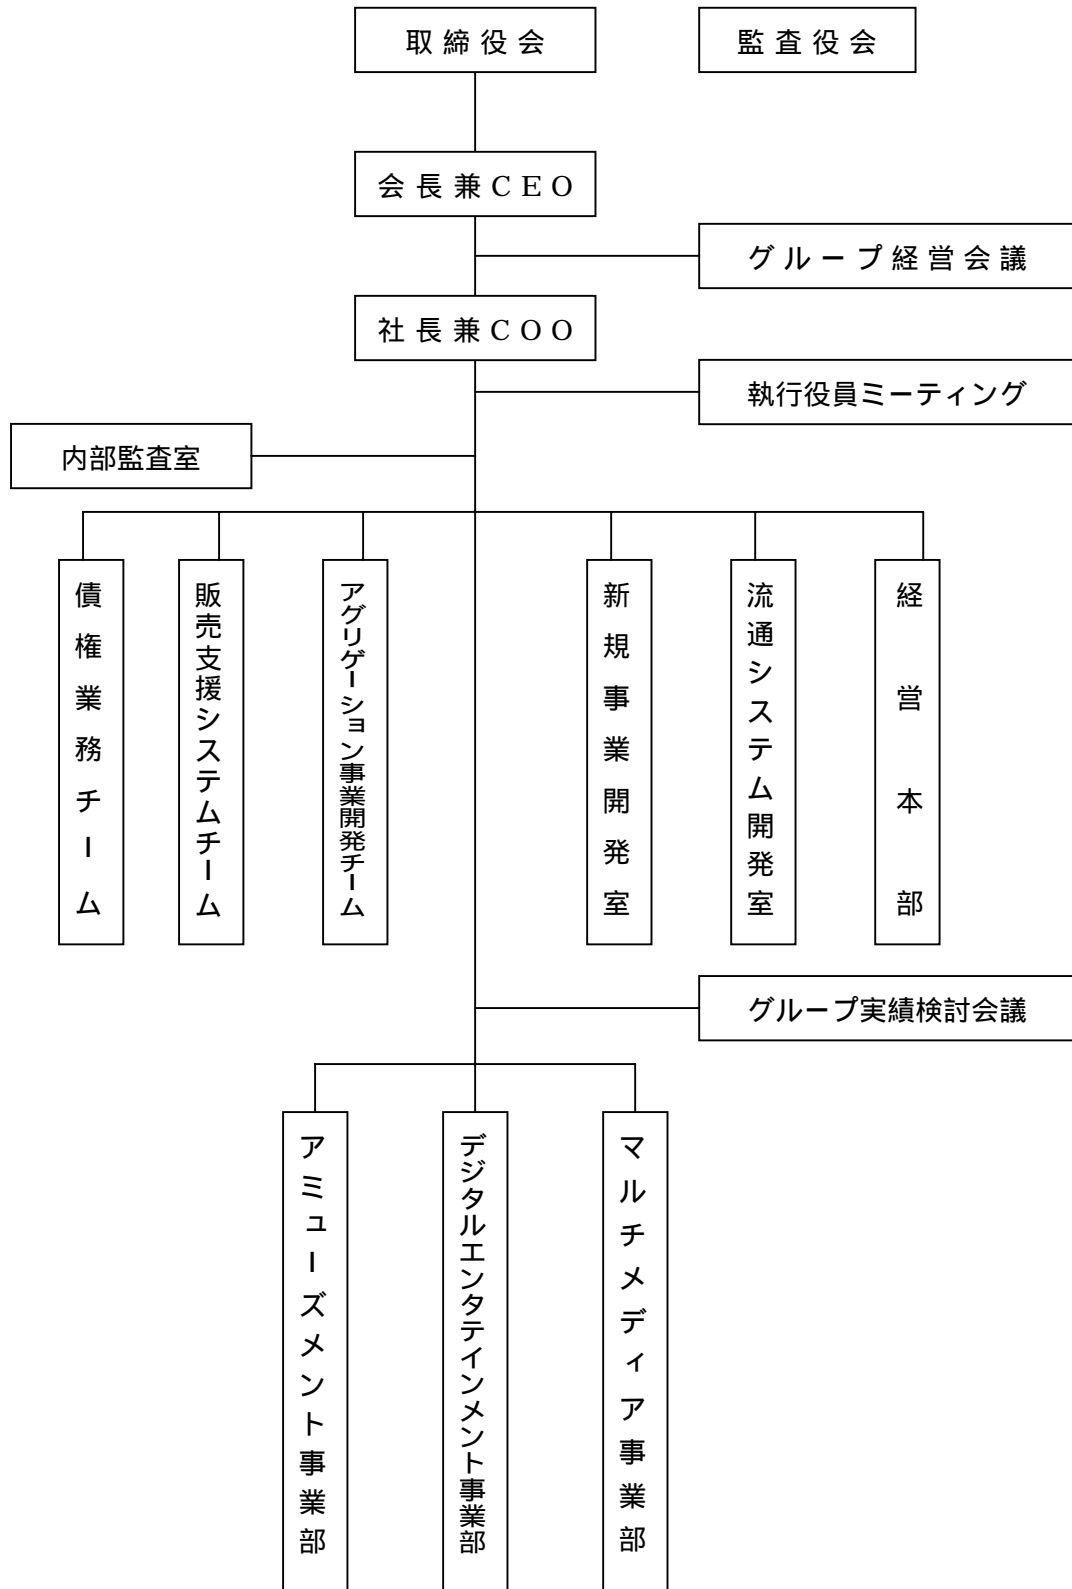 取締役会
監査役会
会長兼CEO
グループ経営会議
社長兼COO
執行役員ミーティング
内部監査室
債権業務チーム
販売支援システムチーム
アグリゲーション事業開発チーム
新規事業開発室
流通システム開発室
経営本部
グループ実績検討会議
アミューズメント事業部
デジタルエンタテインメント事業部
マルチメディア事業部